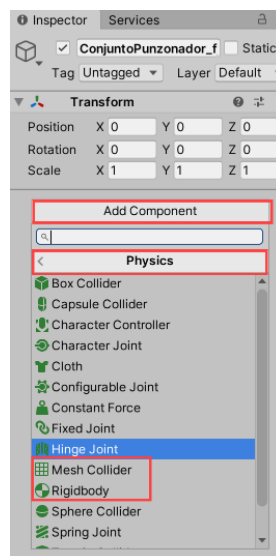 Inspector Services
ConjuntoPunzonador_f Static
Tag Untagged Layer Default
Transform
Position X 0 Y 0 Z 0
Rotation X 0 Y 0 Z 0
Scale X 1 Y 1 Z 1
Add Component
Physics
Box Collider
Capsule Collider
Character Controller
Character Joint
Cloth
Configurable Joint
Constant Force
Fixed Joint
Hinge Joint
Mesh Collider
Rigidbody
Sphere Collider
Spring Joint